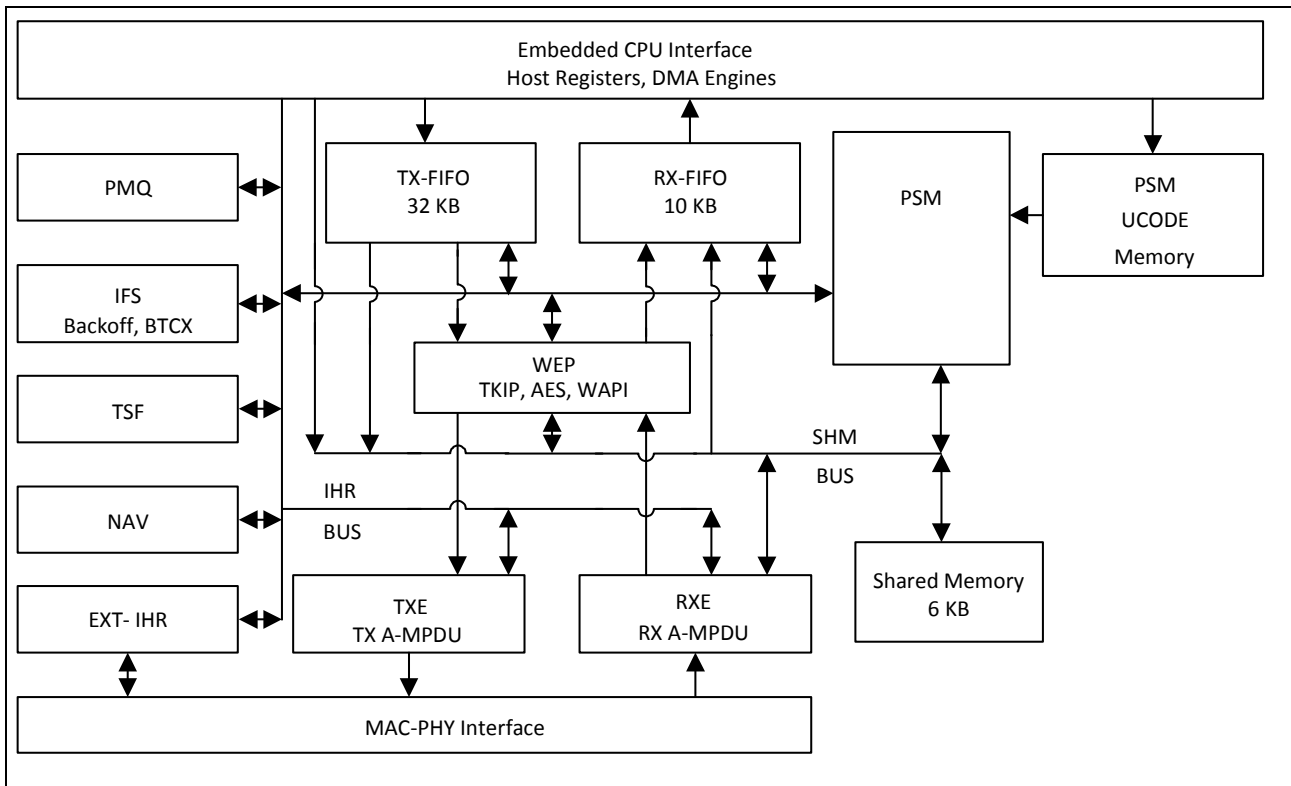 Embedded CPU Interface
Host Registers, DMA Engines
PMQ
TX-FIFO
32 KB
RX-FIFO
10 KB
PSM
PSM
UCODE
Memory
IFS
Backoff, BTCX
WEP
TKIP, AES, WAPI
TSF
SHM
BUS
IHR
BUS
NAV
Shared Memory
6 KB
EXT- IHR
TXE
TX A-MPDU
RXE
RX A-MPDU
MAC-PHY Interface